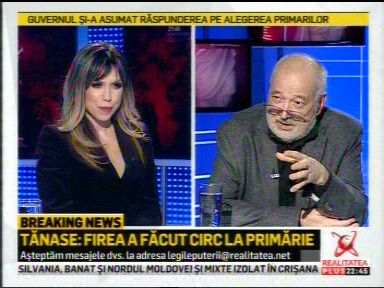 GUVERNUL ȘI-A ASUMAT RĂSPUNDEREA PE ALEGEREA PRIMARILOR
BREAKING NEWS
TĂNASE: FIREA A FĂCUT CIRC LA PRIMĂRIE
Așteptăm mesajele dvs. la adresa legileputerii@realitatea.net
REALITATEA
PLUS 22:45
SILVANIA, BANAT ȘI NORDUL MOLDOVEI ȘI MIXTE IZOLAT ÎN CRIȘANA